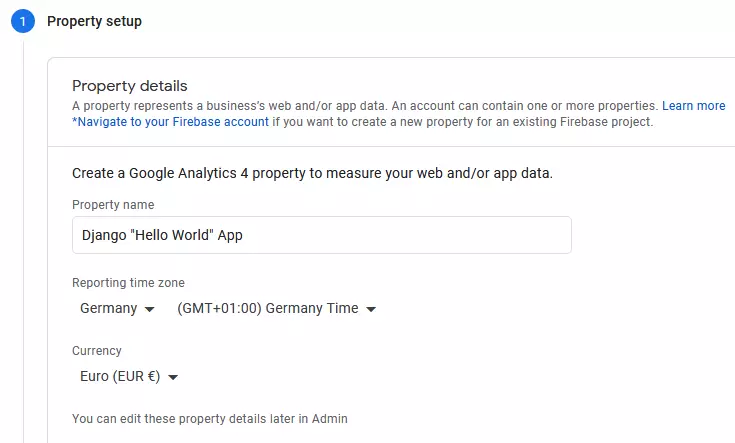 1 Property setup
Property details
A property represents a business's web and/or app data. An account can contain one or more properties. Learn more
*Navigate to your Firebase account if you want to create a new property for an existing Firebase project.
Create a Google Analytics 4 property to measure your web and/or app data.
Property name
Django "Hello World" App
Reporting time zone
Germany (GMT+01:00) Germany Time
Currency
Euro (EUR €)
You can edit these property details later in Admin